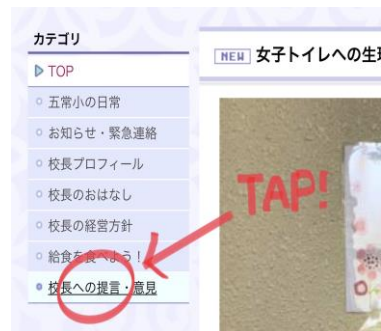 カテゴリ
TOP
五常小の日常
お知らせ・緊急連絡
校長プロフィール
校長のおはなし
校長の経営方針
給食を食べよう！
校長への提言・意見
NEW 女子トイレへの生
TAP!